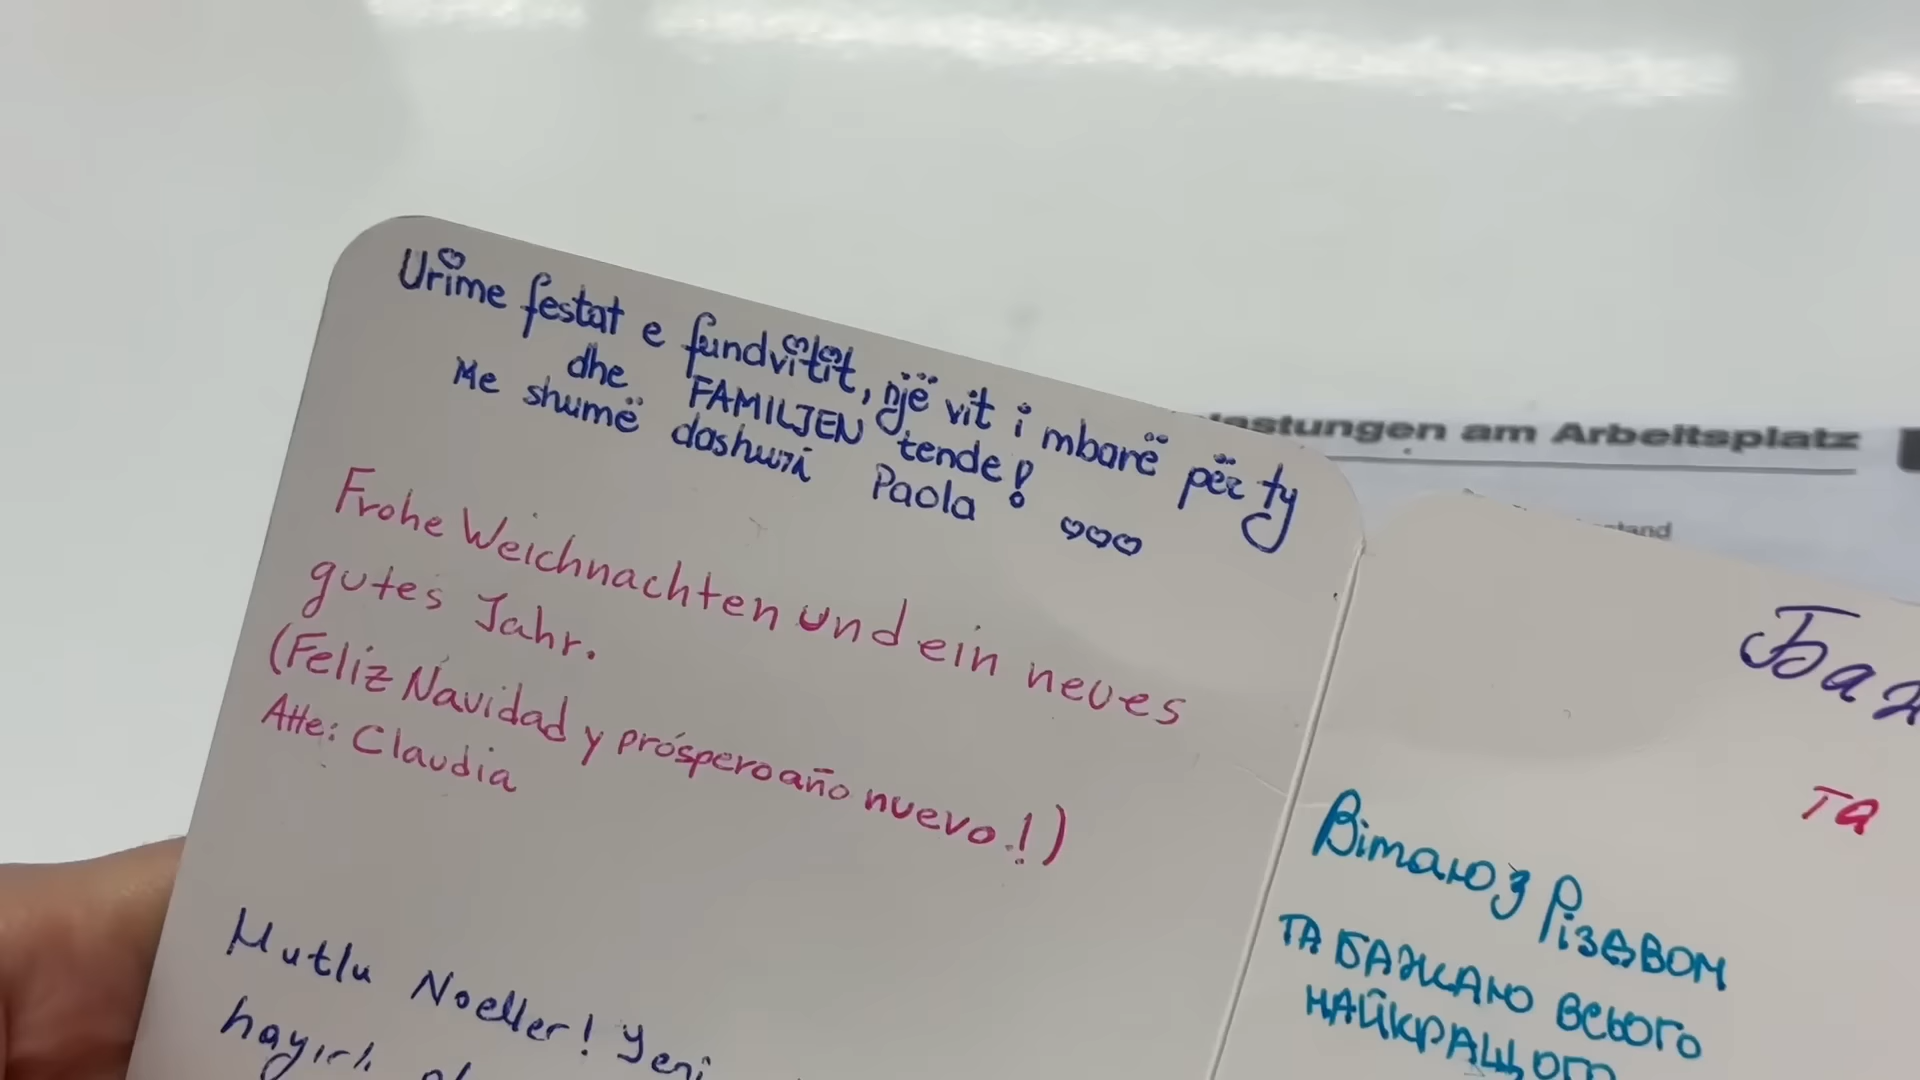 Urime festat e fundvitit, një vit i mbarë për ty
dhe FAMILJEN tende!
Me shumë dashuri Paola ♡♡♡
Frohe Weichnachten und ein neues
gutes Jahr.
(Feliz Navidad y próspero año nuevo!)
Atte: Claudia
Mutlu Noeller! Yeni
hayırlı
astungen am Arbeitsplatz
та
Вітаю з Різдвом
ТА БАЖАЮ ВСЬОГО
НАЙКРАЩОГО